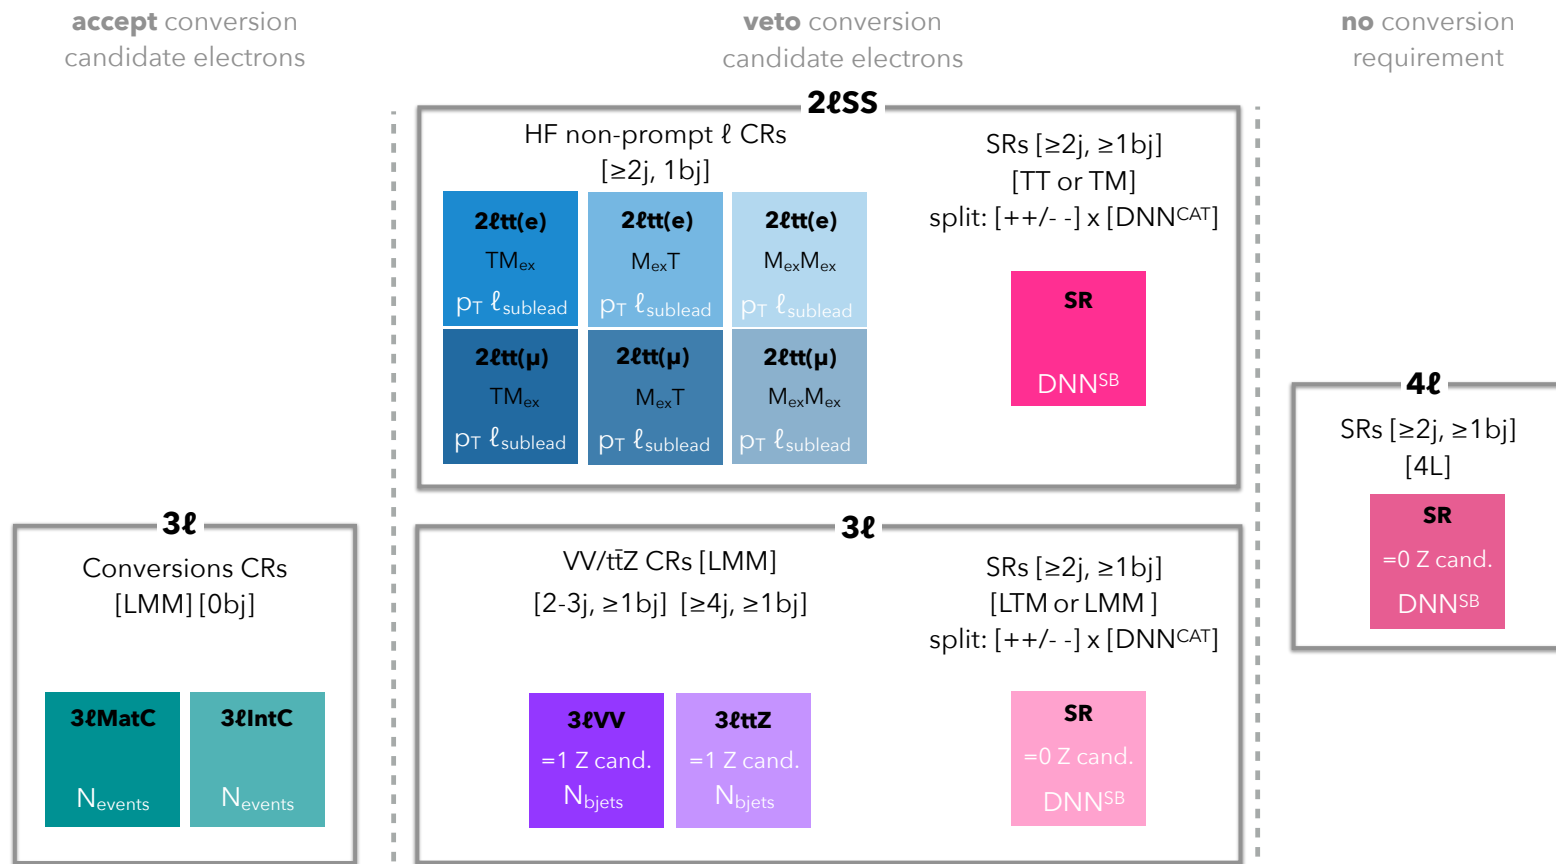 accept conversion
candidate electrons
veto conversion
candidate electrons
no conversion
requirement
2ℓSS
HF non-prompt ℓ CRs
[≥2j, 1bj]
2ℓtt(e)
TMex
pT ℓsublead
2ℓtt(e)
MexT
pT ℓsublead
2ℓtt(e)
MexMex
pT ℓsublead
2ℓtt(μ)
TMex
pT ℓsublead
2ℓtt(μ)
MexT
pT ℓsublead
2ℓtt(μ)
MexMex
pT ℓsublead
SRs [≥2j, ≥1bj]
[TT or TM]
split: [++/- -] x [DNNCAT]
SR
DNNSB
4ℓ
SRs [≥2j, ≥1bj]
[4L]
SR
=0 Z cand.
DNNSB
3ℓ
Conversions CRs
[LMM] [0bj]
3ℓMatC
Nevents
3ℓIntC
Nevents
3ℓ
VV/tt̄Z CRs [LMM]
[2-3j, ≥1bj] [≥4j, ≥1bj]
3ℓVV
=1 Z cand.
Nbjets
3ℓttZ
=1 Z cand.
Nbjets
SRs [≥2j, ≥1bj]
[LTM or LMM ]
split: [++/- -] x [DNNCAT]
SR
=0 Z cand.
DNNSB